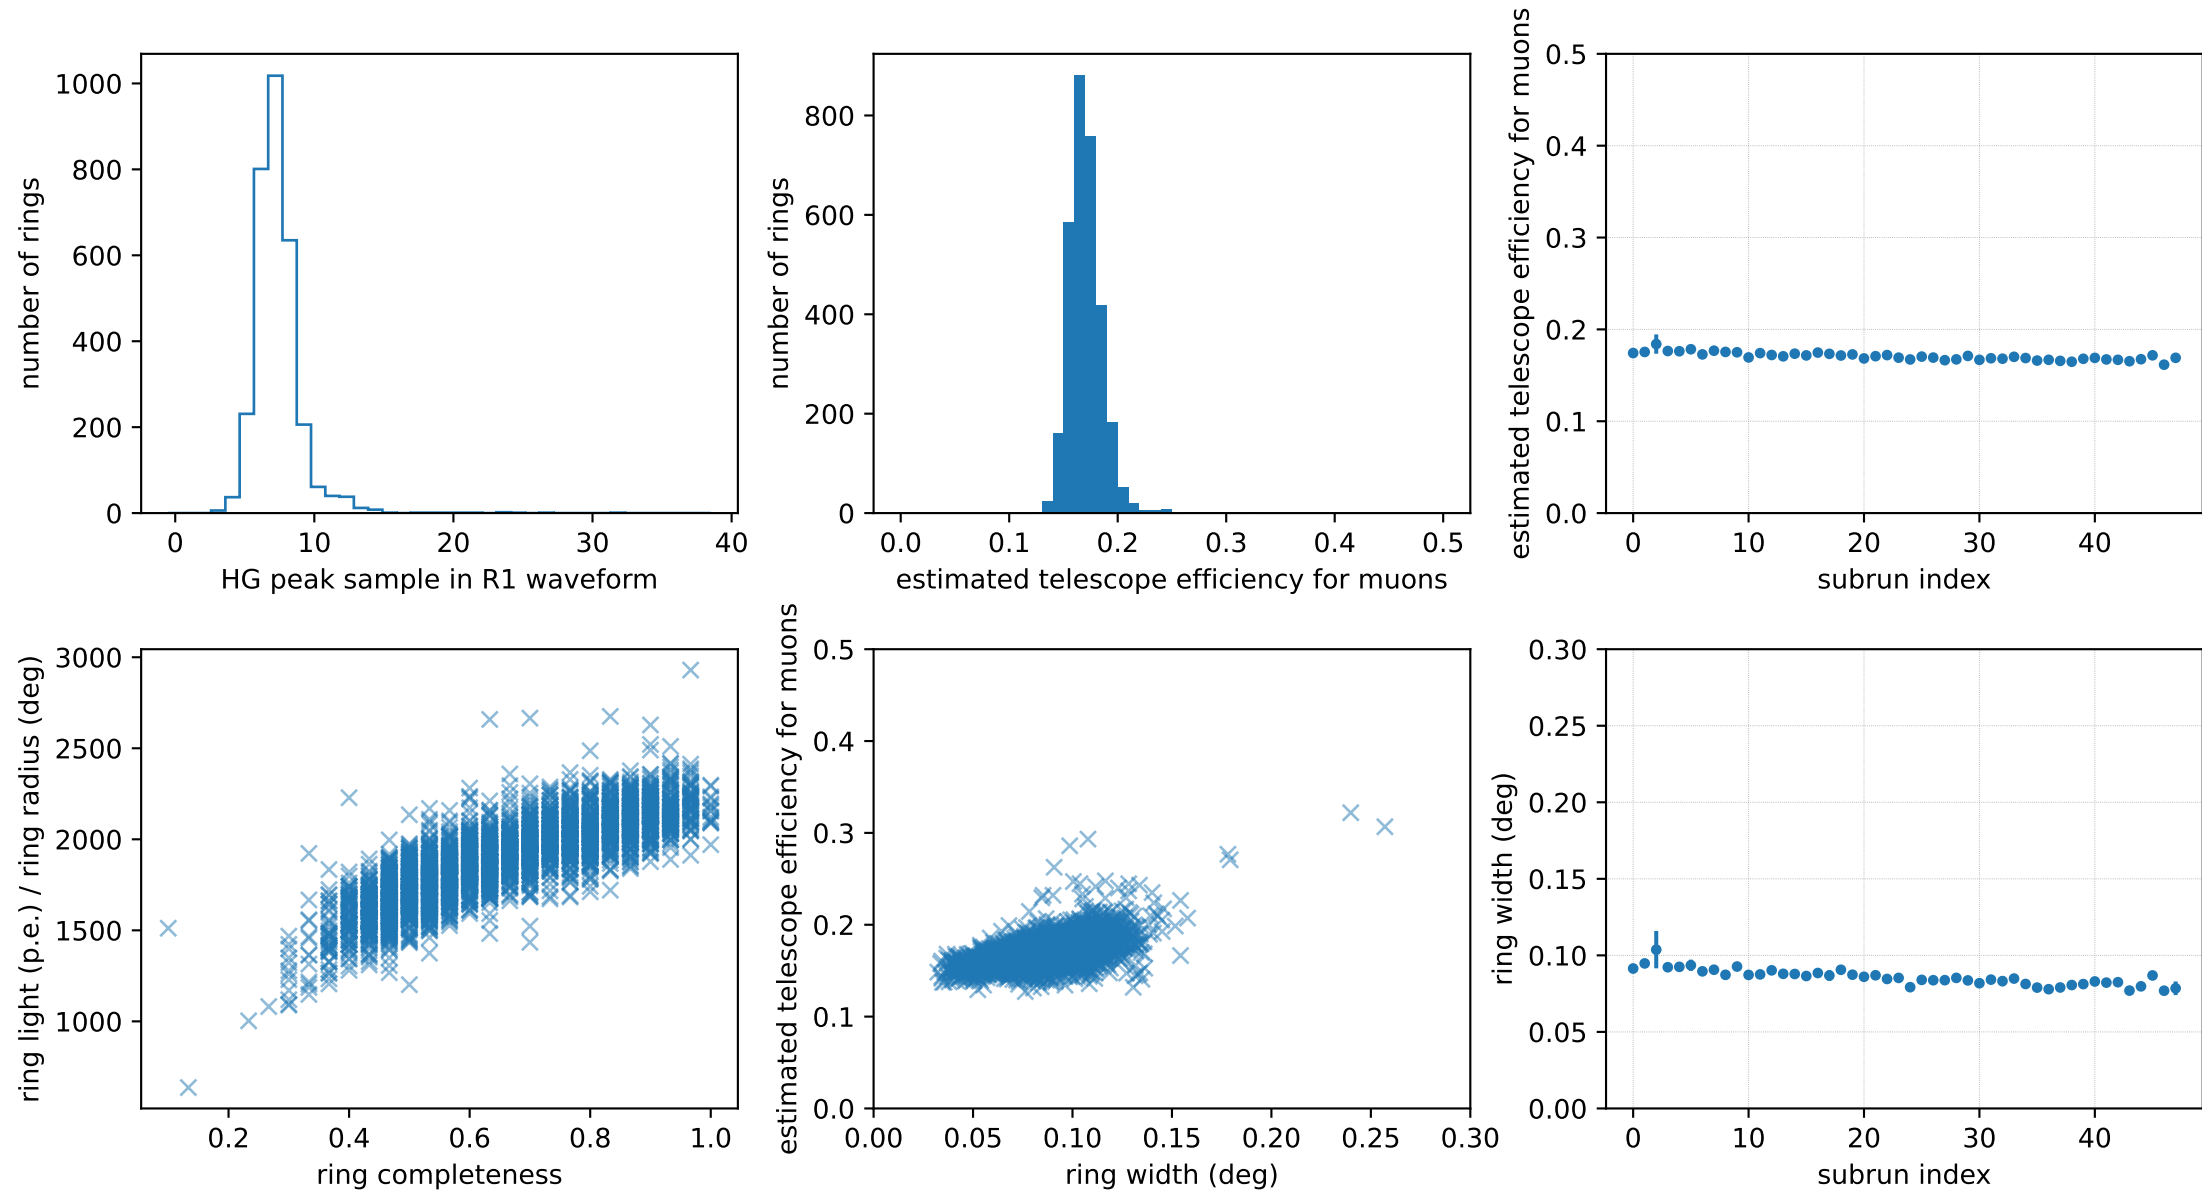 number of rings
1000
800
600
400
200
0
0 10 20 30 40
HG peak sample in R1 waveform
number of rings
800
600
400
200
0
0.0 0.1 0.2 0.3 0.4 0.5
estimated telescope efficiency for muons
estimated telescope efficiency for muons
0.5
0.4
0.3
0.2
0.1
0.0
0 10 20 30 40
subrun index
ring light (p.e.) / ring radius (deg)
3000
2500
2000
1500
1000
0.2 0.4 0.6 0.8 1.0
ring completeness
estimated telescope efficiency for muons
0.5
0.4
0.3
0.2
0.1
0.0
0.00 0.05 0.10 0.15 0.20 0.25 0.30
ring width (deg)
ring width (deg)
0.30
0.25
0.20
0.15
0.10
0.05
0.00
0 10 20 30 40
subrun index